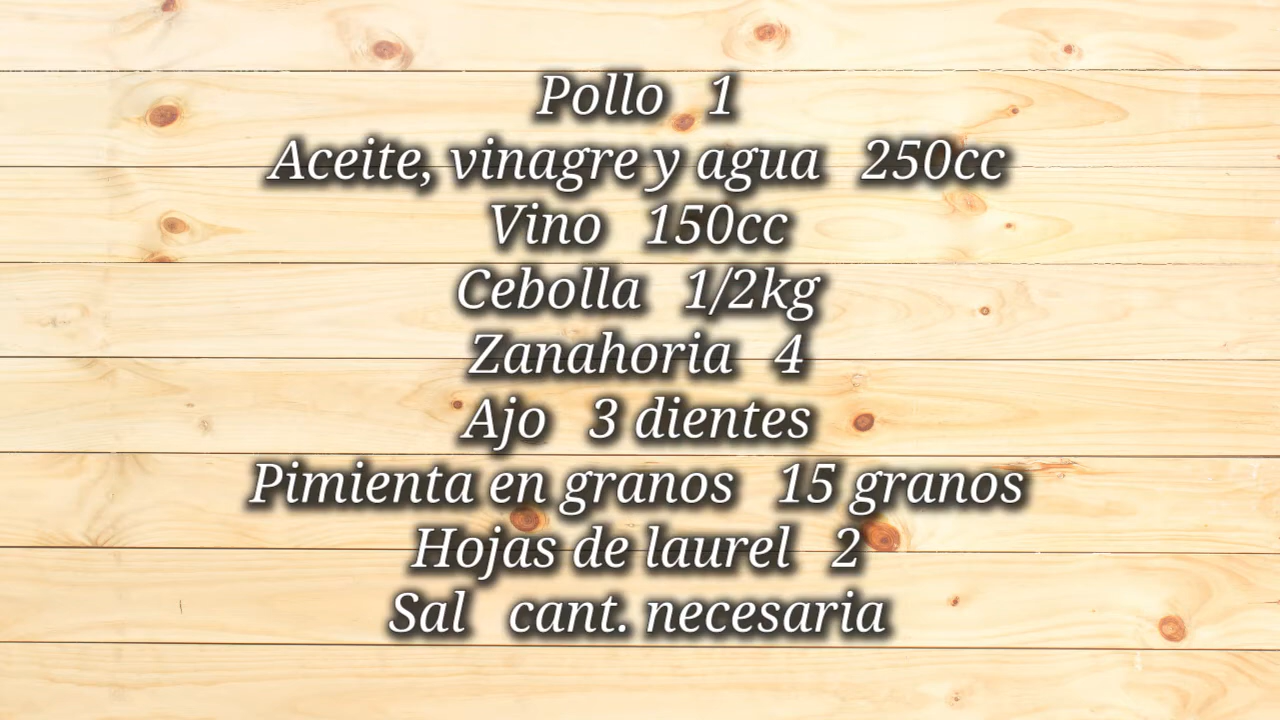 Pollo 1
Aceite, vinagre y agua 250cc
Vino 150cc
Cebolla 1/2kg
Zanahoria 4
Ajo 3 dientes
Pimienta en granos 15 granos
Hojas de laurel 2
Sal cant. necesaria